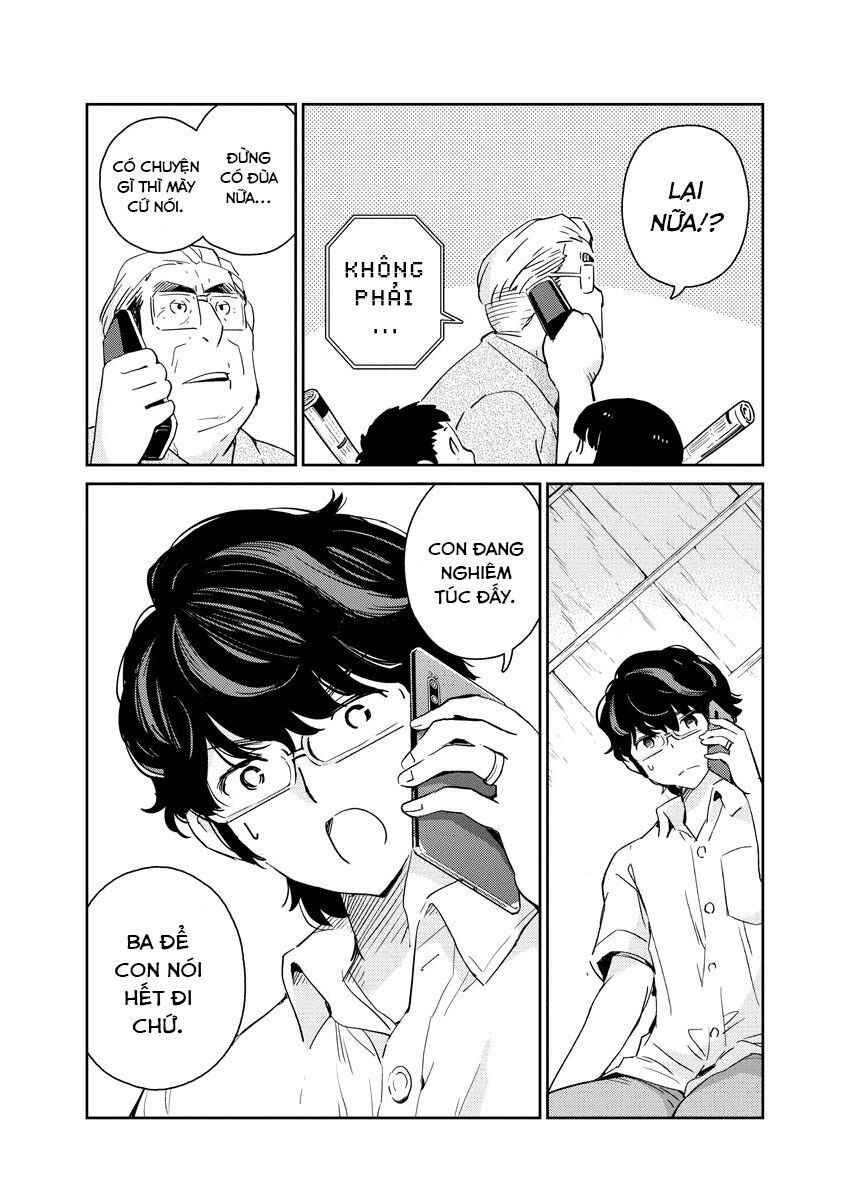 LẠI
NỮA!?
KHÔNG
PHẢI
...
ĐỪNG
CÓ ĐÙA
NỮA...
CÓ CHUYỆN
GÌ THÌ MÀY
CỨ NÓI.
CON ĐANG
NGHIÊM
TÚC ĐẤY.
BA ĐỂ
CON NÓI
HẾT ĐI
CHỨ.